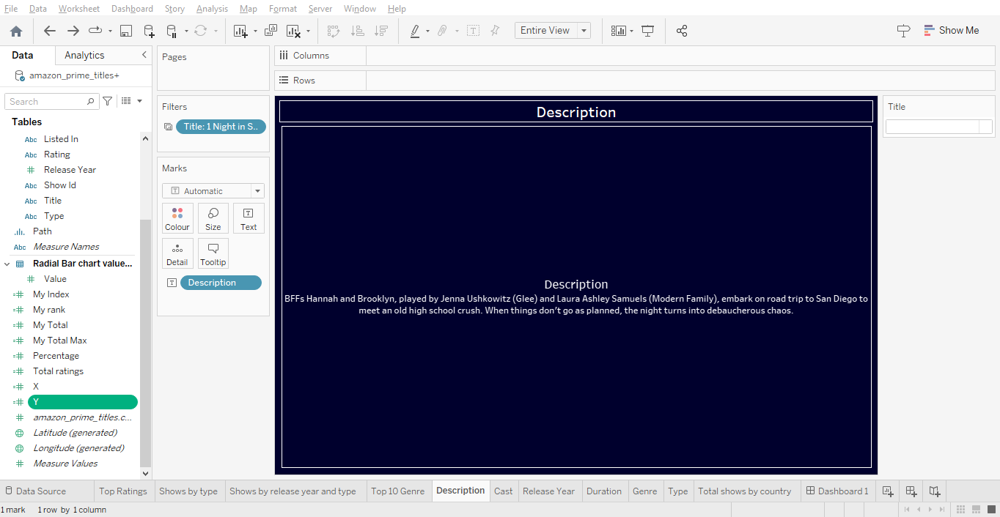 File Data Worksheet Dashboard Story Analysis Map Format Server Window Help
Entire View
Show Me
Data Analytics
amazon_prime_titles+
Search
Tables
Abc Listed In
Abc Rating
# Release Year
Abc Show Id
Abc Title
Abc Type
Path
Abc Measure Names
Radial Bar chart value...
# Value
=# My Index
=# My rank
=# My Total
=# My Total Max
=# Percentage
=# Total ratings
=# X
=# Y
# amazon_prime_titles.c...
Latitude (generated)
Longitude (generated)
# Measure Values
Pages
Filters
Title: 1 Night in S..
Marks
T Automatic
Colour Size Text
Detail Tooltip
T Description
Columns
Rows
Description
Description
BFFs Hannah and Brooklyn, played by Jenna Ushkowitz (Glee) and Laura Ashley Samuels (Modern Family), embark on road trip to San Diego to
meet an old high school crush. When things don’t go as planned, the night turns into debaucherous chaos.
Title
Data Source Top Ratings Shows by type Shows by release year and type Top 10 Genre Description Cast Release Year Duration Genre Type Total shows by country Dashboard 1
1 mark 1 row by 1 column